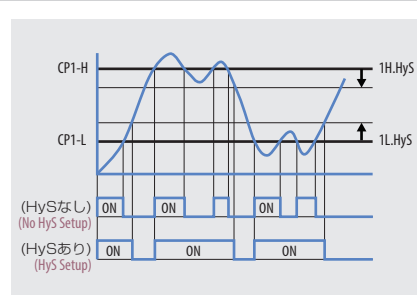 CP1-H 1H.HyS
CP1-L 1L.HyS
(HySなし) ON ON ON
(No HyS Setup)
(HySあり) ON ON ON
(HyS Setup)